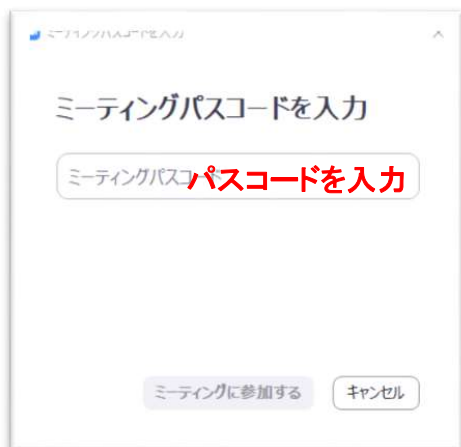 ミーティングパスコードを入力
ミーティングパスコードを入力
ミーティングパスコード
パスコードを入力
ミーティングに参加する
キャンセル